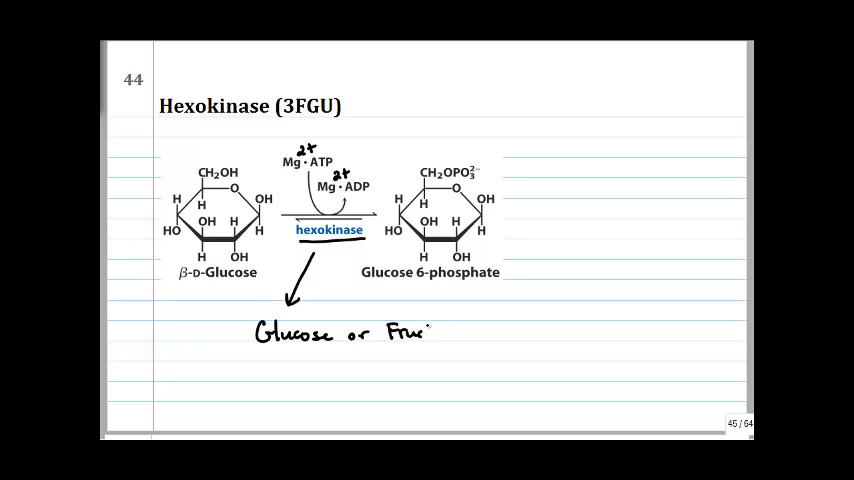 44
Hexokinase (3FGU)
2+
Mg · ATP
2+
Mg · ADP
CH₂OH
O
H
H
OH
OH
H
HO
H
H
OH
β-D-Glucose
hexokinase
CH₂OPO₃²⁻
O
H
H
OH
OH
H
HO
H
H
OH
Glucose 6-phosphate
Glucose or Fruc
45 / 64